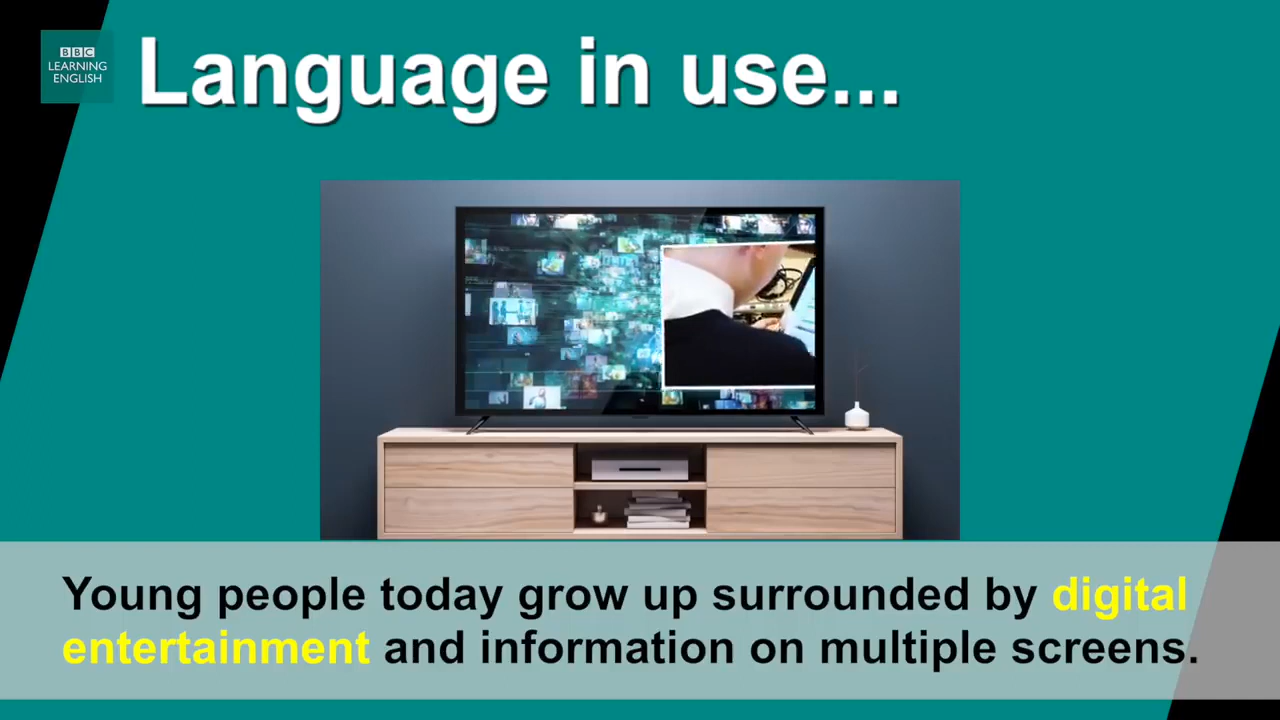 BBC
LEARNING
ENGLISH
Language in use...
Young people today grow up surrounded by digital
entertainment and information on multiple screens.